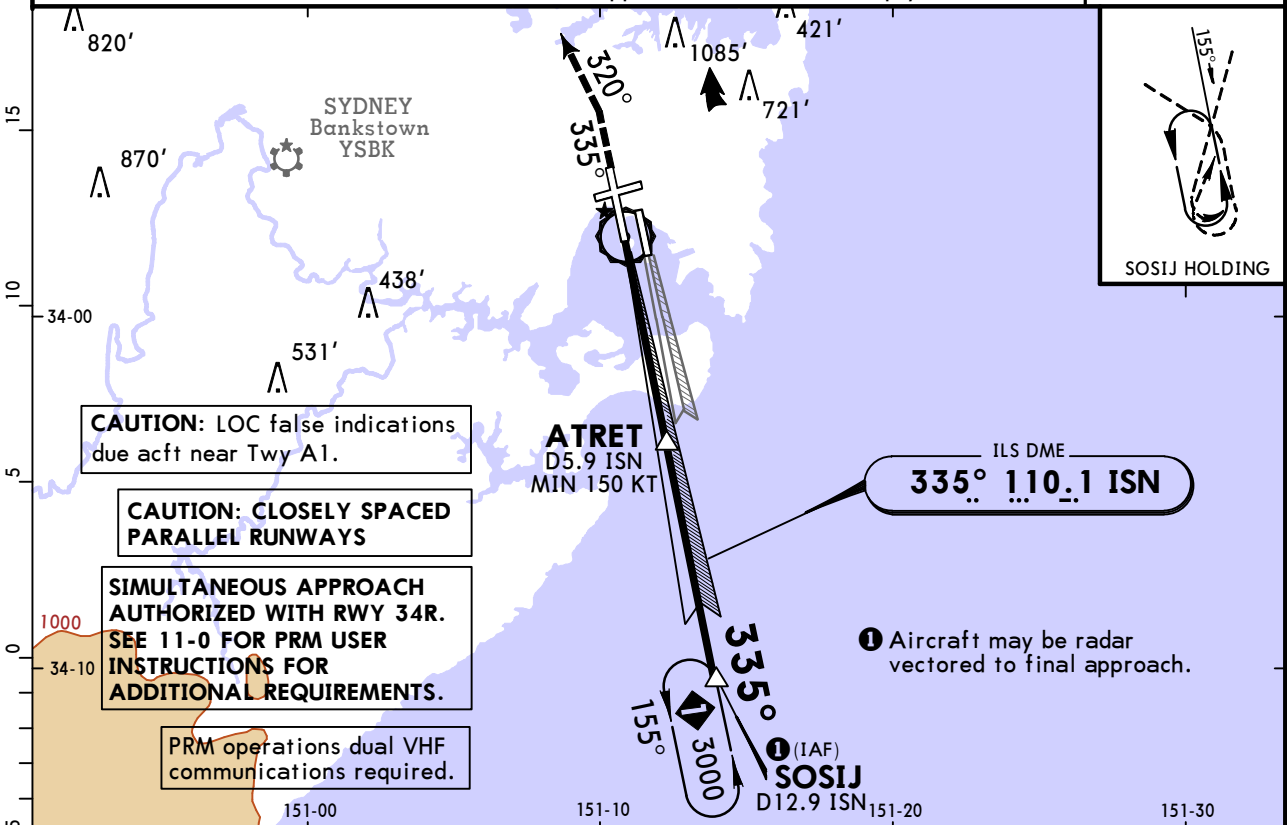 820'
1085'
421'
721'
320°
335°
SYDNEY
Bankstown
YSBK
870'
15
155°
SOSIJ HOLDING
438'
10
34-00
531'
CAUTION: LOC false indications
due acft near Twy A1.
ATRET
D5.9 ISN
MIN 150 KT
5
ILS DME
335° 110.1 ISN
CAUTION: CLOSELY SPACED
PARALLEL RUNWAYS
SIMULTANEOUS APPROACH
AUTHORIZED WITH RWY 34R.
SEE 11-0 FOR PRM USER
INSTRUCTIONS FOR
ADDITIONAL REQUIREMENTS.
1000
0
34-10
1 Aircraft may be radar
vectored to final approach.
335°
1
155°
3000
PRM operations dual VHF
communications required.
1 (IAF)
SOSIJ
D12.9 ISN
151-00
151-10
151-20
151-30